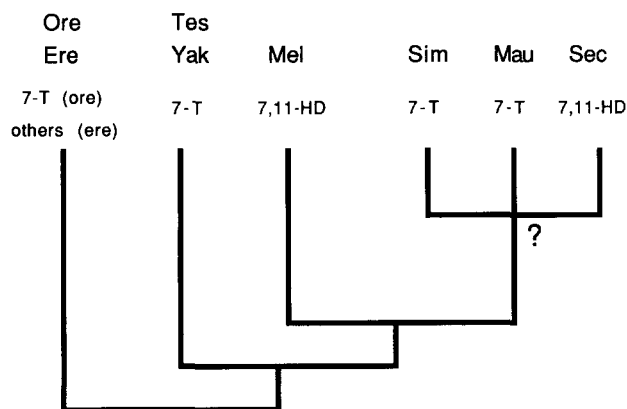 Ore Tes
Ere Yak Mel Sim Mau Sec
7-T (ore) 7-T 7,11-HD 7-T 7-T 7,11-HD
others (ere)
?